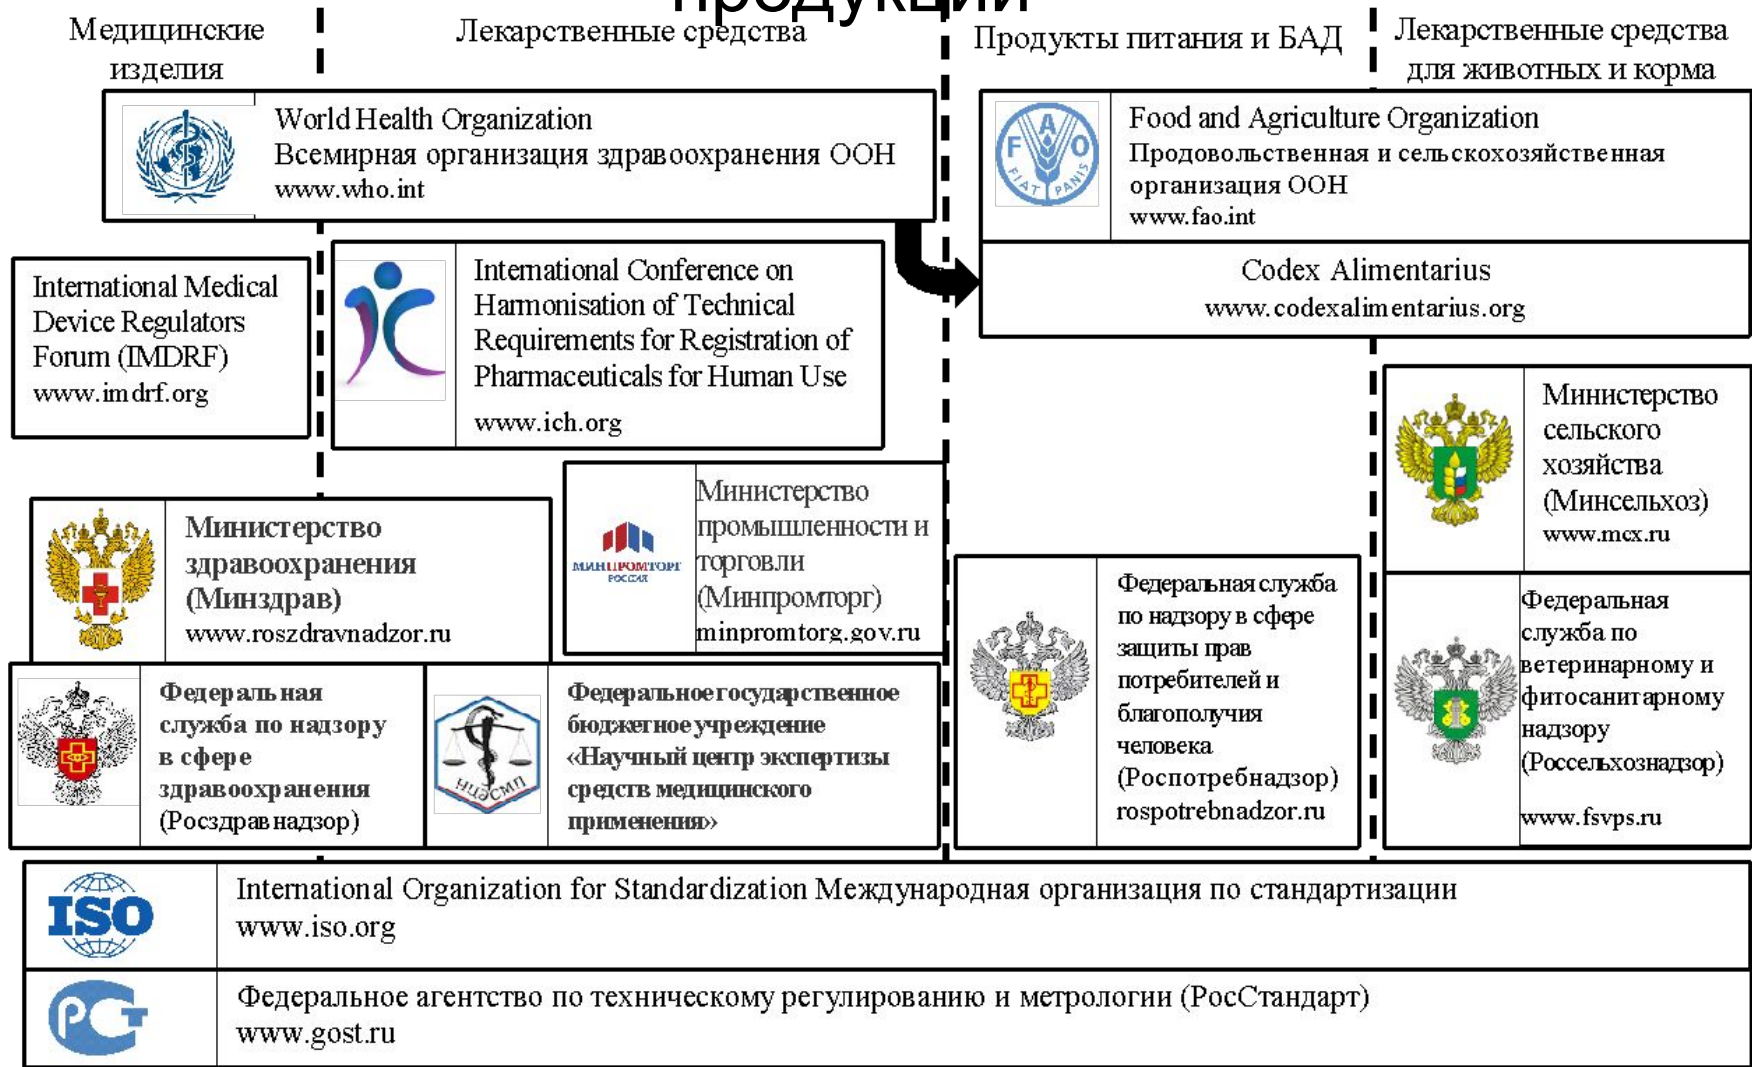 продукции
Медицинские
изделия
Лекарственные средства
Продукты питания и БАД
Лекарственные средства
для животных и корма
World Health Organization
Всемирная организация здравоохранения ООН
www.who.int
F A O
FIAT PANIS
Food and Agriculture Organization
Продовольственная и сельскохозяйственная
организация ООН
www.fao.int
Codex Alimentarius
www.codexalimentarius.org
International Medical
Device Regulators
Forum (IMDRF)
www.imdrf.org
International Conference on
Harmonisation of Technical
Requirements for Registration of
Pharmaceuticals for Human Use
www.ich.org
Министерство
сельского
хозяйства
(Минсельхоз)
www.mcx.ru
Министерство
здравоохранения
(Минздрав)
www.roszdravnadzor.ru
МИНПРОМТОРГ
РОССИИ
Министерство
промышленности и
торговли
(Минпромторг)
minpromtorg.gov.ru
Федеральная служба
по надзору в сфере
защиты прав
потребителей и
благополучия
человека
(Роспотребнадзор)
rospotrebnadzor.ru
Федеральная
служба по
ветеринарному и
фитосанитарному
надзору
(Россельхознадзор)
www.fsvps.ru
Федеральная
служба по надзору
в сфере
здравоохранения
(Росздравнадзор)
НЦЭСМП
Федеральное государственное
бюджетное учреждение
«Научный центр экспертизы
средств медицинского
применения»
ISO
International Organization for Standardization Международная организация по стандартизации
www.iso.org
РСТ
Федеральное агентство по техническому регулированию и метрологии (РосСтандарт)
www.gost.ru